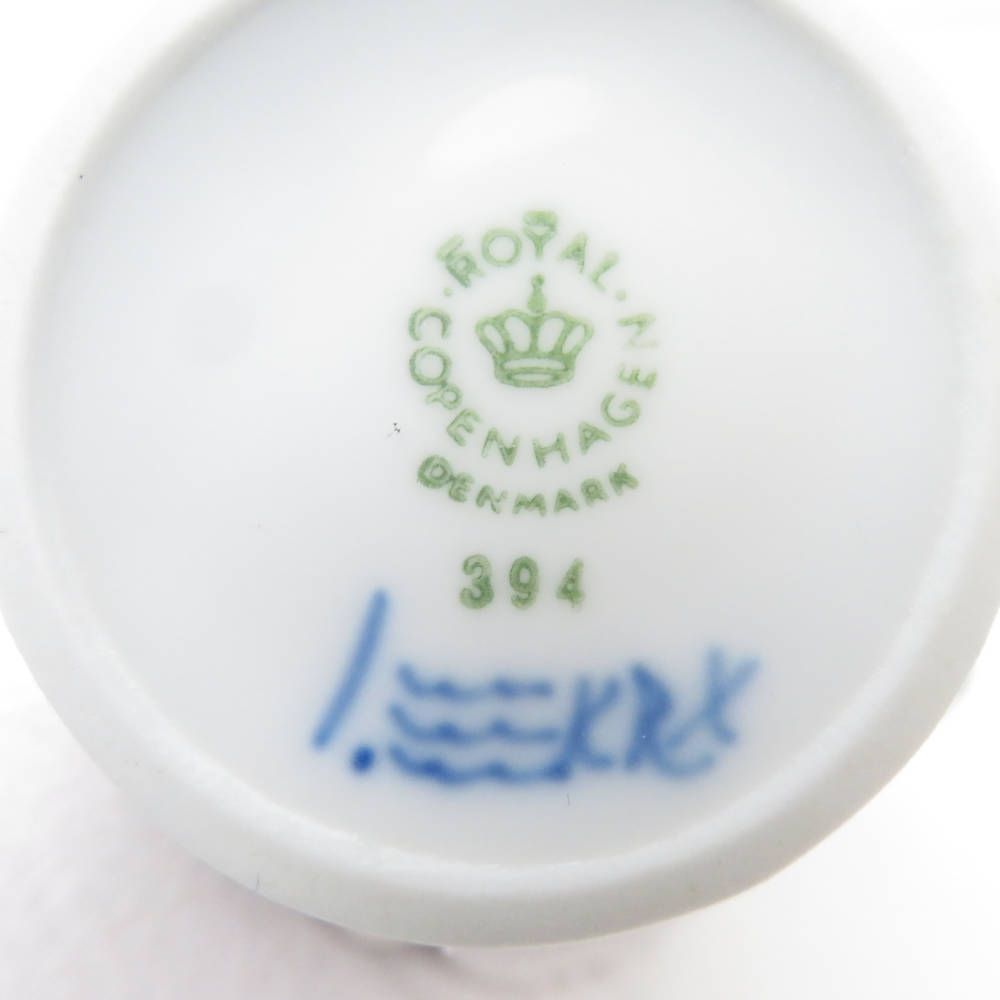 ROYAL
COPENHAGEN
DENMARK
394